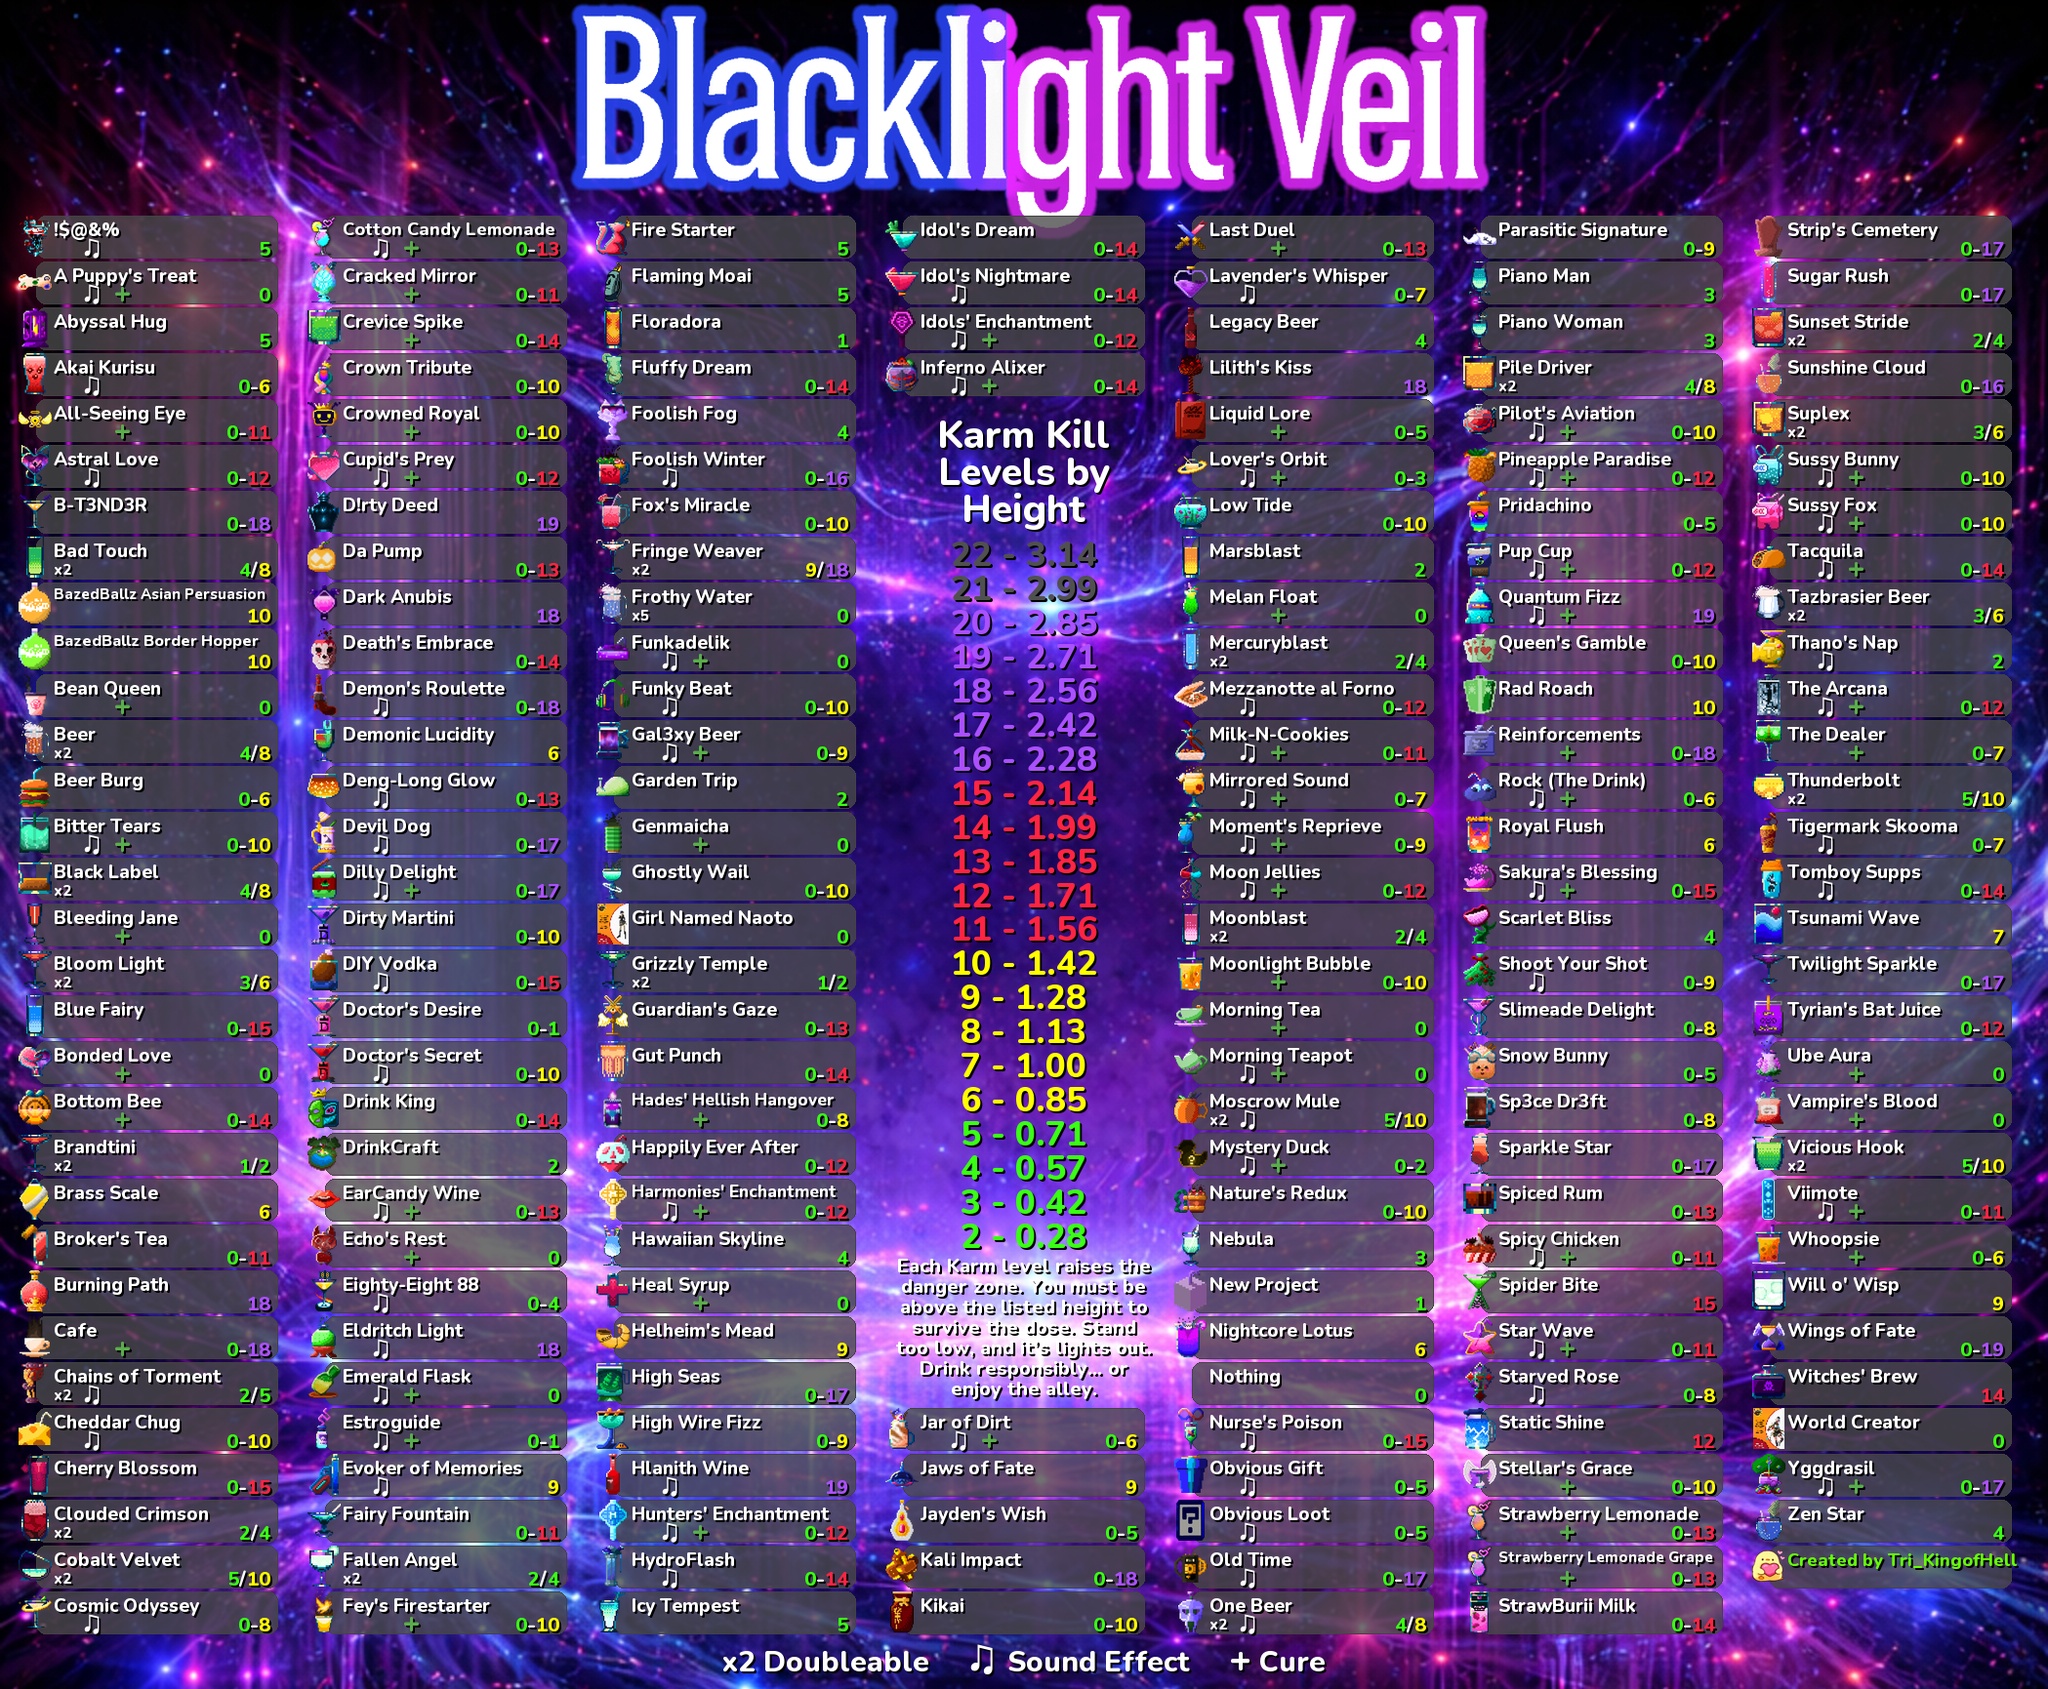 Blacklight Veil
!$@&%
♫ 5
A Puppy's Treat
♫ + 0
Abyssal Hug
5
Akai Kurisu
♫ 0-6
All-Seeing Eye
+ 0-11
Astral Love
♫ 0-12
B-T3ND3R
0-18
Bad Touch
x2 4/8
BazedBallz Asian Persuasion
10
BazedBallz Border Hopper
10
Bean Queen
+ 0
Beer
x2 4/8
Beer Burg
0-6
Bitter Tears
♫ + 0-10
Black Label
x2 4/8
Bleeding Jane
+ 0
Bloom Light
x2 3/6
Blue Fairy
0-15
Bonded Love
+ 0
Bottom Bee
+ 0-14
Brandtini
x2 1/2
Brass Scale
6
Broker's Tea
0-11
Burning Path
18
Cafe
+ 0-18
Chains of Torment
x2 ♫ 2/5
Cheddar Chug
♫ 0-10
Cherry Blossom
0-15
Clouded Crimson
x2 2/4
Cobalt Velvet
x2 5/10
Cosmic Odyssey
♫ 0-8
Cotton Candy Lemonade
♫ + 0-13
Cracked Mirror
+ 0-11
Crevice Spike
+ 0-14
Crown Tribute
0-10
Crowned Royal
+ 0-10
Cupid's Prey
♫ + 0-12
D!rty Deed
19
Da Pump
0-13
Dark Anubis
18
Death's Embrace
0-14
Demon's Roulette
♫ 0-18
Demonic Lucidity
6
Deng-Long Glow
♫ 0-13
Devil Dog
♫ 0-17
Dilly Delight
♫ + 0-17
Dirty Martini
0-10
DIY Vodka
♫ 0-15
Doctor's Desire
0-1
Doctor's Secret
♫ 0-10
Drink King
0-14
DrinkCraft
2
EarCandy Wine
♫ + 0-13
Echo's Rest
+ 0
Eighty-Eight 88
♫ 0-4
Eldritch Light
♫ 18
Emerald Flask
♫ + 0
Estroguide
♫ + 0-1
Evoker of Memories
♫ 9
Fairy Fountain
0-11
Fallen Angel
x2 2/4
Fey's Firestarter
+ 0-10
Fire Starter
5
Flaming Moai
5
Floradora
1
Fluffy Dream
0-14
Foolish Fog
4
Foolish Winter
♫ 0-16
Fox's Miracle
0-10
Fringe Weaver
x2 9/18
Frothy Water
x5 0
Funkadelik
♫ + 0
Funky Beat
♫ 0-10
Gal3xy Beer
♫ + 0-9
Garden Trip
2
Genmaicha
+ 0
Ghostly Wail
0-10
Girl Named Naoto
0
Grizzly Temple
x2 1/2
Guardian's Gaze
0-13
Gut Punch
0-14
Hades' Hellish Hangover
+ 0-8
Happily Ever After
0-12
Harmonies' Enchantment
♫ + 0-12
Hawaiian Skyline
4
Heal Syrup
+ 0
Helheim's Mead
9
High Seas
0-17
High Wire Fizz
0-9
Hlanith Wine
♫ 19
Hunters' Enchantment
♫ + 0-12
HydroFlash
♫ 0-14
Icy Tempest
5
Idol's Dream
0-14
Idol's Nightmare
♫ 0-14
Idols' Enchantment
♫ + 0-12
Inferno Alixer
♫ + 0-14
Karm Kill
Levels by
Height
22 - 3.14
21 - 2.99
20 - 2.85
19 - 2.71
18 - 2.56
17 - 2.42
16 - 2.28
15 - 2.14
14 - 1.99
13 - 1.85
12 - 1.71
11 - 1.56
10 - 1.42
9 - 1.28
8 - 1.13
7 - 1.00
6 - 0.85
5 - 0.71
4 - 0.57
3 - 0.42
2 - 0.28
Each Karm level raises the
danger zone. You must be
above the listed height to
survive the dose. Stand
too low, and it's lights out.
Drink responsibly... or
enjoy the alley.
Jar of Dirt
♫ + 0-6
Jaws of Fate
9
Jayden's Wish
0-5
Kali Impact
0-18
Kikai
0-10
Last Duel
+ 0-13
Lavender's Whisper
♫ 0-7
Legacy Beer
4
Lilith's Kiss
18
Liquid Lore
+ 0-5
Lover's Orbit
♫ + 0-3
Low Tide
0-10
Marsblast
2
Melan Float
+ 0
Mercuryblast
x2 2/4
Mezzanotte al Forno
♫ 0-12
Milk-N-Cookies
♫ + 0-11
Mirrored Sound
♫ + 0-7
Moment's Reprieve
♫ + 0-9
Moon Jellies
♫ + 0-12
Moonblast
x2 2/4
Moonlight Bubble
+ 0-10
Morning Tea
+ 0
Morning Teapot
♫ + 0
Moscrow Mule
x2 ♫ 5/10
Mystery Duck
♫ + 0-2
Nature's Redux
0-10
Nebula
3
New Project
1
Nightcore Lotus
6
Nothing
0
Nurse's Poison
♫ 0-15
Obvious Gift
♫ 0-5
Obvious Loot
♫ 0-5
Old Time
♫ 0-17
One Beer
x2 ♫ 4/8
Parasitic Signature
0-9
Piano Man
3
Piano Woman
3
Pile Driver
x2 4/8
Pilot's Aviation
♫ + 0-10
Pineapple Paradise
♫ + 0-12
Pridachino
0-5
Pup Cup
♫ + 0-12
Quantum Fizz
♫ + 19
Queen's Gamble
0-10
Rad Roach
10
Reinforcements
+ 0-18
Rock (The Drink)
♫ + 0-6
Royal Flush
6
Sakura's Blessing
♫ + 0-15
Scarlet Bliss
4
Shoot Your Shot
♫ 0-9
Slimeade Delight
0-8
Snow Bunny
0-5
Sp3ce Dr3ft
0-8
Sparkle Star
0-17
Spiced Rum
0-13
Spicy Chicken
♫ + 0-11
Spider Bite
15
Star Wave
♫ + 0-11
Starved Rose
♫ 0-8
Static Shine
12
Stellar's Grace
+ 0-10
Strawberry Lemonade
+ 0-13
Strawberry Lemonade Grape
+ 0-13
StrawBurii Milk
0-14
Strip's Cemetery
0-17
Sugar Rush
0-17
Sunset Stride
x2 2/4
Sunshine Cloud
0-16
Suplex
x2 3/6
Sussy Bunny
♫ + 0-10
Sussy Fox
♫ + 0-10
Tacquila
♫ + 0-14
Tazbrasier Beer
x2 3/6
Thano's Nap
♫ 2
The Arcana
♫ + 0-12
The Dealer
+ 0-7
Thunderbolt
x2 5/10
Tigermark Skooma
♫ 0-7
Tomboy Supps
♫ 0-14
Tsunami Wave
7
Twilight Sparkle
0-17
Tyrian's Bat Juice
0-12
Ube Aura
+ 0
Vampire's Blood
+ 0
Vicious Hook
x2 5/10
Viimote
♫ + 0-11
Whoopsie
+ 0-6
Will o' Wisp
9
Wings of Fate
0-19
Witches' Brew
14
World Creator
0
Yggdrasil
♫ + 0-17
Zen Star
4
Created by Tri_KingofHell
x2 Doubleable ♫ Sound Effect + Cure